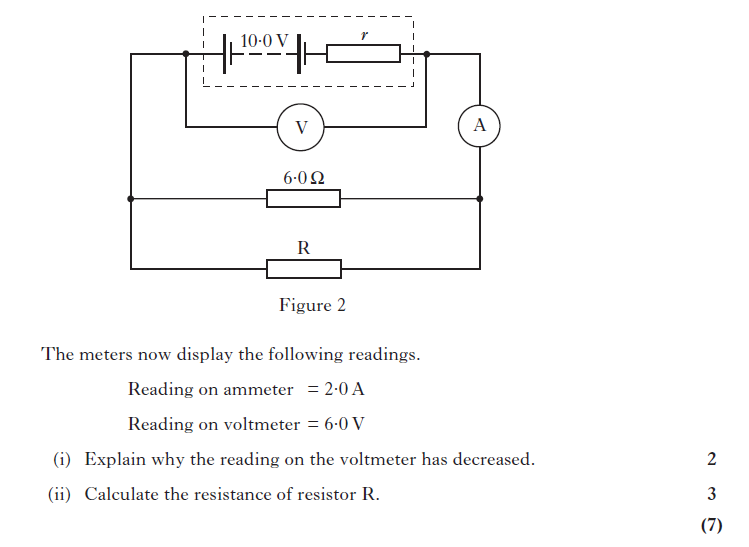 10·0 V
r
V
A
6·0 Ω
R
Figure 2
The meters now display the following readings.
Reading on ammeter = 2·0 A
Reading on voltmeter = 6·0 V
(i) Explain why the reading on the voltmeter has decreased. 2
(ii) Calculate the resistance of resistor R. 3
(7)